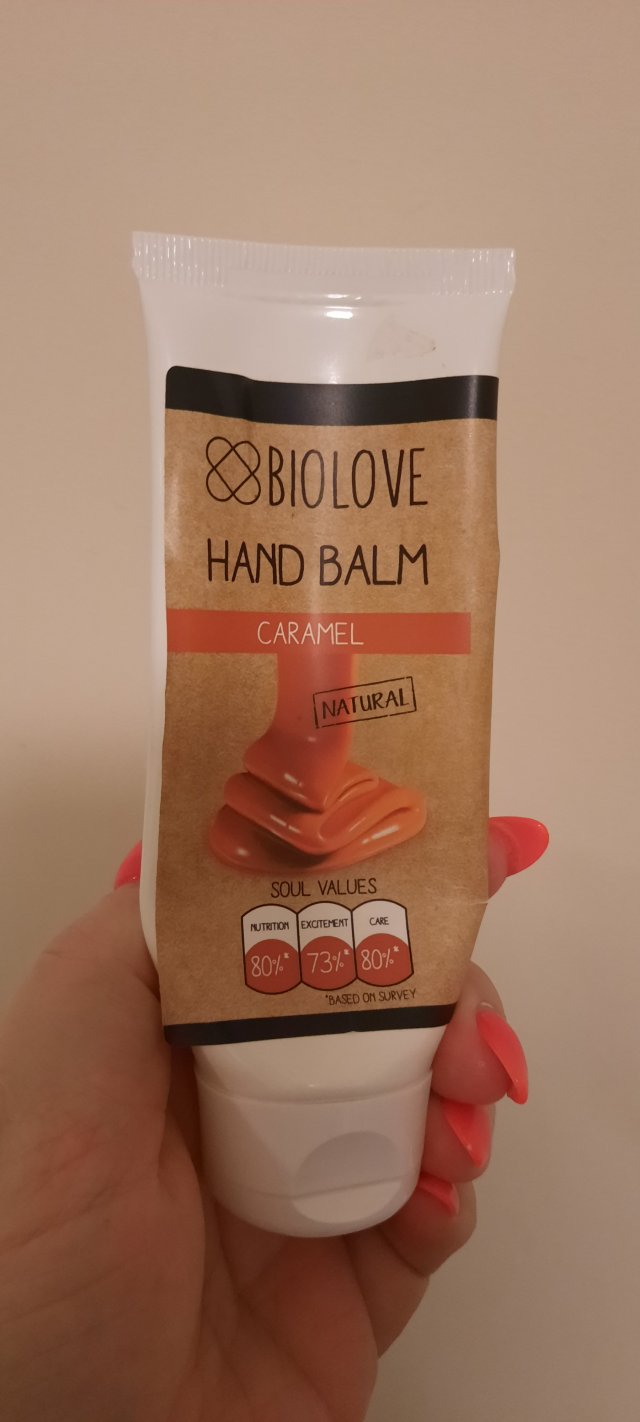 BIOLOVE
HAND BALM
CARAMEL
NATURAL
SOUL VALUES
NUTRITION EXCITEMENT CARE
80%* 73%* 80%*
*BASED ON SURVEY